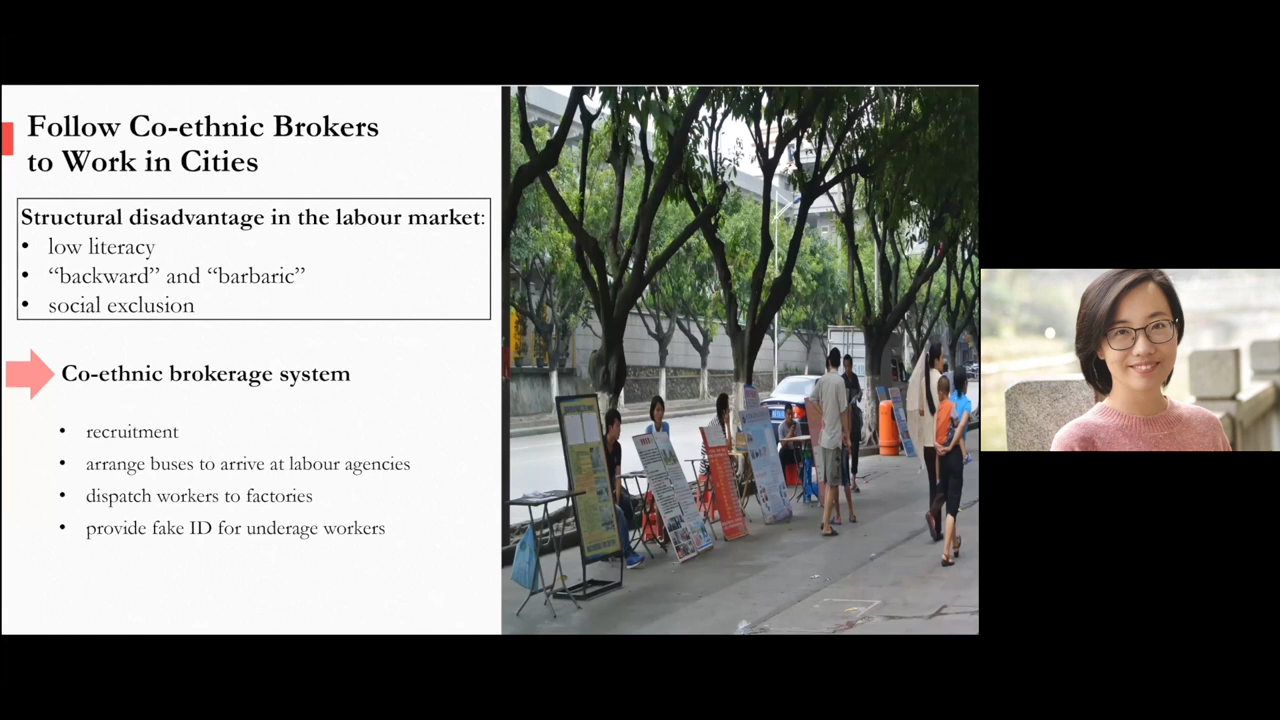 Follow Co-ethnic Brokers
to Work in Cities
Structural disadvantage in the labour market:
• low literacy
• “backward” and “barbaric”
• social exclusion
Co-ethnic brokerage system
• recruitment
• arrange buses to arrive at labour agencies
• dispatch workers to factories
• provide fake ID for underage workers